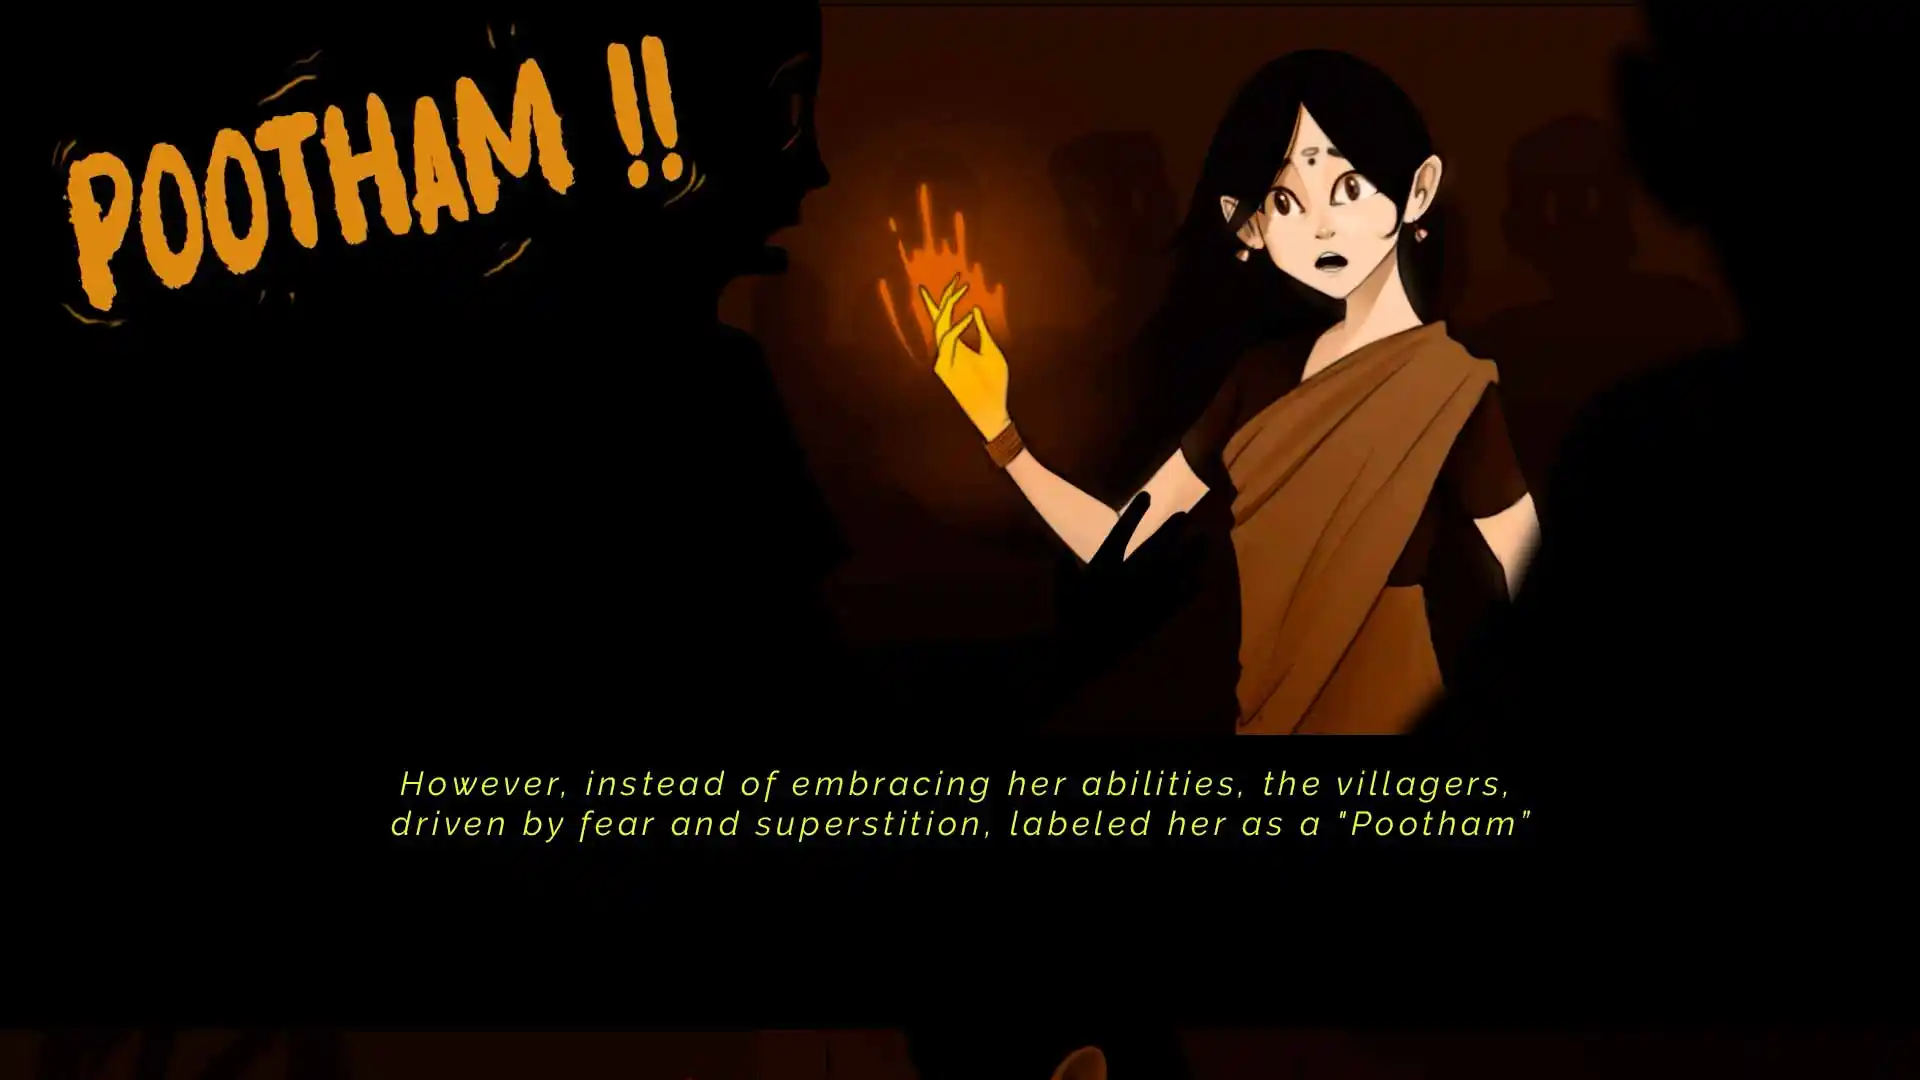 POOTHAM !!
However, instead of embracing her abilities, the villagers,
driven by fear and superstition, labeled her as a "Pootham”